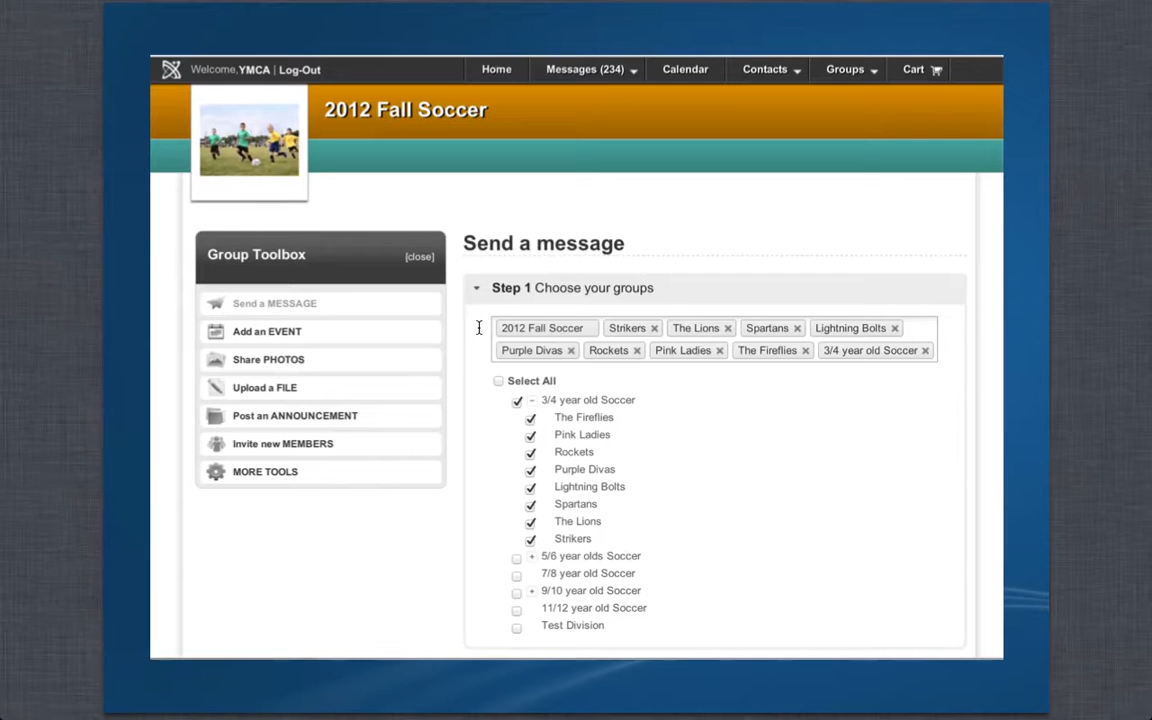 Welcome,YMCA | Log-Out Home Messages (234) Calendar Contacts Groups Cart
2012 Fall Soccer
Group Toolbox [close]
Send a MESSAGE
Add an EVENT
Share PHOTOS
Upload a FILE
Post an ANNOUNCEMENT
Invite new MEMBERS
MORE TOOLS
Send a message
Step 1 Choose your groups
2012 Fall Soccer Strikers The Lions Spartans Lightning Bolts
Purple Divas Rockets Pink Ladies The Fireflies 3/4 year old Soccer
Select All
3/4 year old Soccer
The Fireflies
Pink Ladies
Rockets
Purple Divas
Lightning Bolts
Spartans
The Lions
Strikers
5/6 year olds Soccer
7/8 year old Soccer
9/10 year old Soccer
11/12 year old Soccer
Test Division